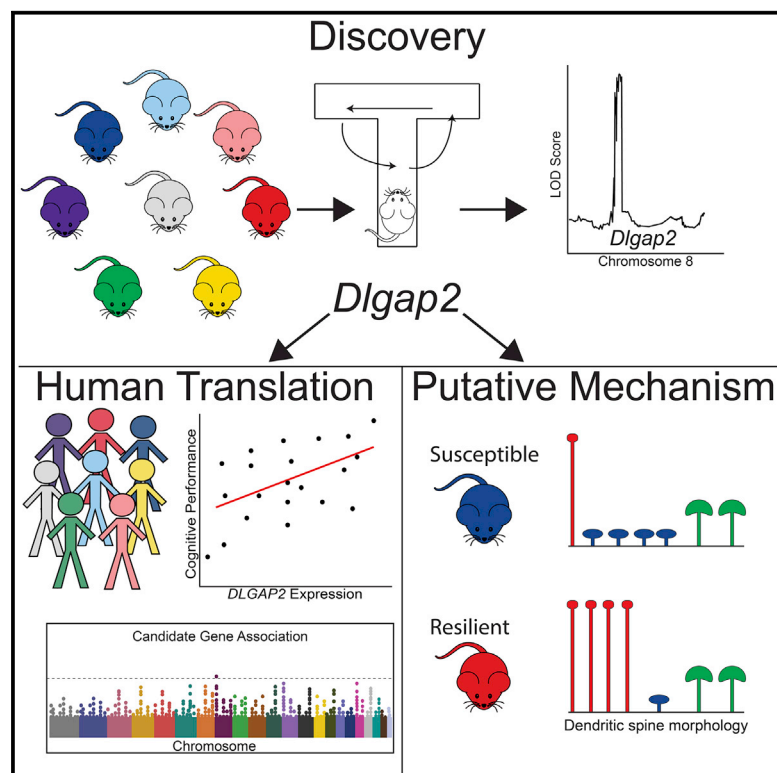 Discovery
LOD Score
Dlgap2
Chromosome 8
Dlgap2
Human Translation
Cognitive Performance
DLGAP2 Expression
Candidate Gene Association
Chromosome
Putative Mechanism
Susceptible
Resilient
Dendritic spine morphology